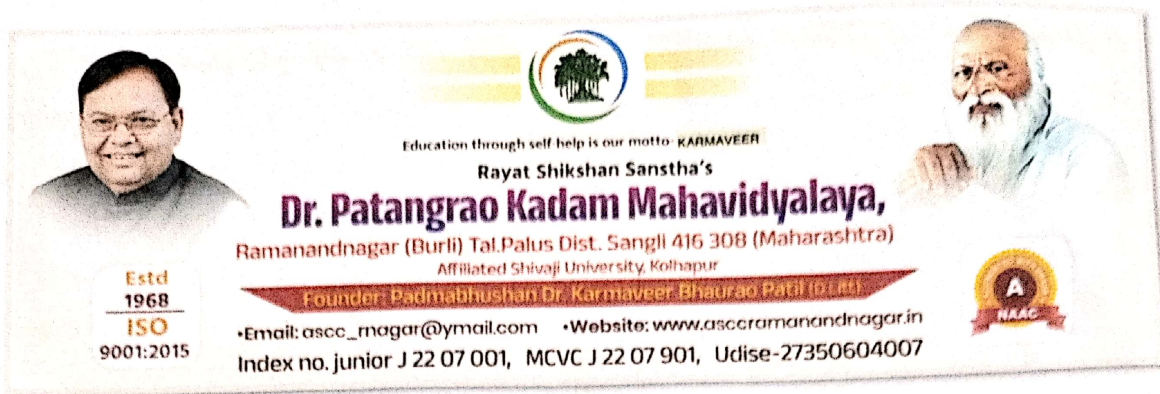 Education through self help is our motto- KARMAVEER
Rayat Shikshan Sanstha's
Dr. Patangrao Kadam Mahavidyalaya,
Ramanandnagar (Burli) Tal.Palus Dist. Sangli 416 308 (Maharashtra)
Affiliated Shivaji University, Kolhapur
Founder: Padmabhushan Dr. Karmaveer Bhaurao Patil (D.Litt)
Estd
1968
ISO
9001:2015
•Email: ascc_rnagar@ymail.com •Website: www.asccramanandnagar.in
Index no. junior J 22 07 001, MCVC J 22 07 901, Udise-27350604007
A
NAAC